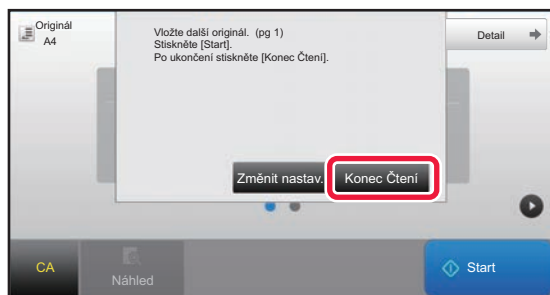 Originál
A4
Vložte další originál. (pg 1)
Stiskněte [Start].
Po ukončení stiskněte [Konec Čtení].
Detail
Změnit nastav.
Konec Čtení
CA
Náhled
Start